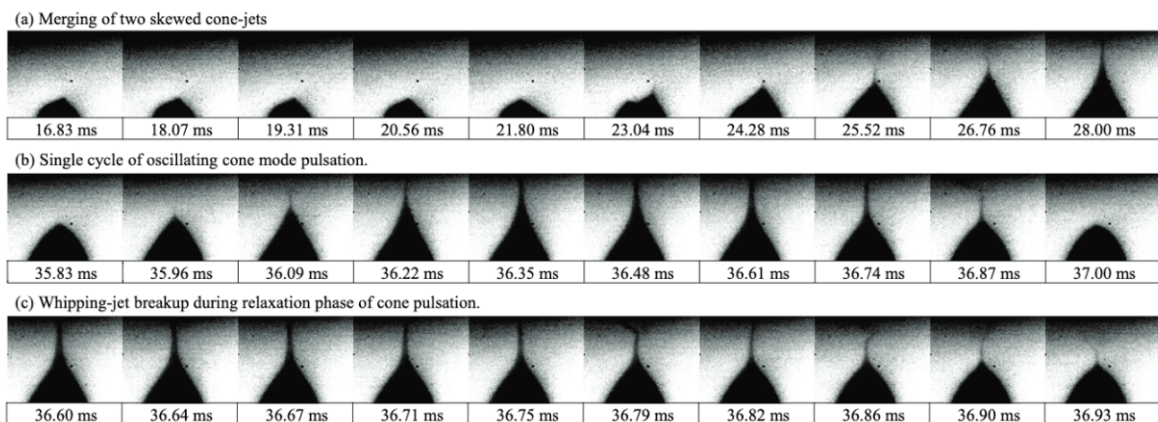 (a) Merging of two skewed cone-jets
16.83 ms 18.07 ms 19.31 ms 20.56 ms 21.80 ms 23.04 ms 24.28 ms 25.52 ms 26.76 ms 28.00 ms
(b) Single cycle of oscillating cone mode pulsation.
35.83 ms 35.96 ms 36.09 ms 36.22 ms 36.35 ms 36.48 ms 36.61 ms 36.74 ms 36.87 ms 37.00 ms
(c) Whipping-jet breakup during relaxation phase of cone pulsation.
36.60 ms 36.64 ms 36.67 ms 36.71 ms 36.75 ms 36.79 ms 36.82 ms 36.86 ms 36.90 ms 36.93 ms